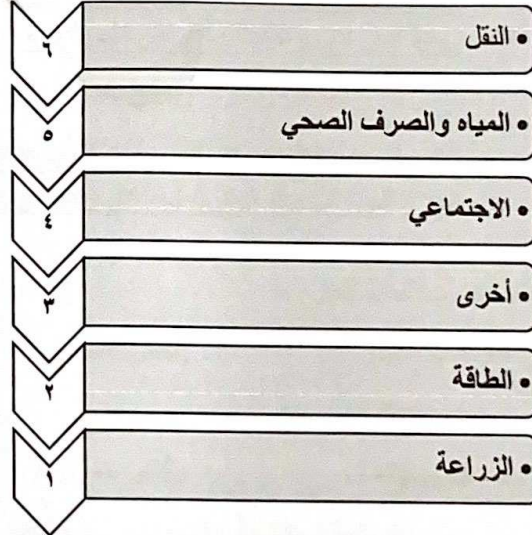 ٦
• النقل
٥
• المياه والصرف الصحي
٤
• الاجتماعي
٣
• أخرى
٢
• الطاقة
١
• الزراعة